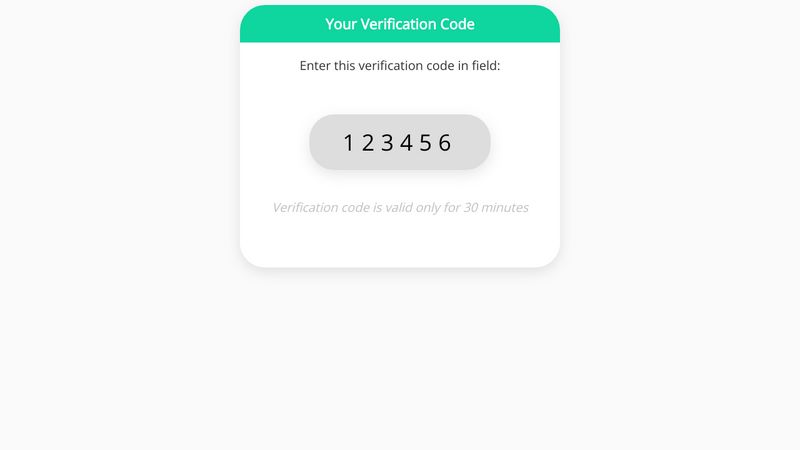 Your Verification Code
Enter this verification code in field:
1 2 3 4 5 6
Verification code is valid only for 30 minutes